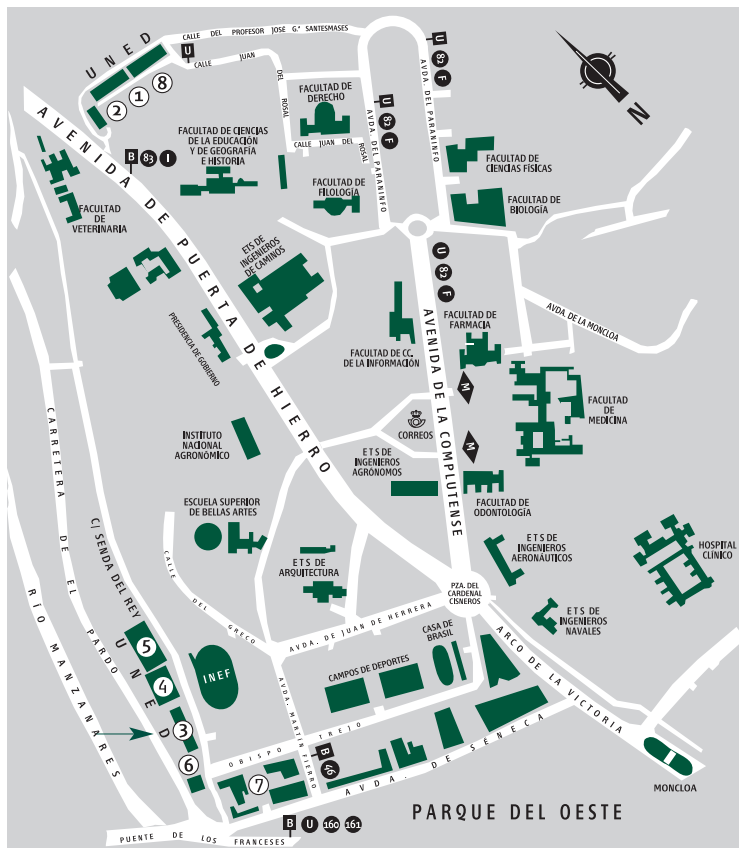 CALLE DEL PROFESOR JOSÉ G.ª SANTESMASES
UNED
U
CALLE JUAN DEL ROSAL
2
1
8
AVENIDA DE PUERTA DE HIERRO
B 83 I
FACULTAD DE CIENCIAS
DE LA EDUCACIÓN
Y DE GEOGRAFÍA
E HISTORIA
FACULTAD DE
DERECHO
CALLE JUAN DEL ROSAL
U
82
F
AVDA. DEL PARANINFO
U
82
F
AVDA. DEL PARANINFO
N
FACULTAD DE
CIENCIAS FÍSICAS
FACULTAD DE
BIOLOGÍA
FACULTAD DE
FILOLOGÍA
FACULTAD
DE
VETERINARIA
ETS DE
INGENIEROS
DE CAMINOS
U
82
F
AVENIDA DE LA COMPLUTENSE
AVDA. DE LA MONCLOA
PRESIDENCIA DE GOBIERNO
FACULTAD DE CC.
DE LA INFORMACIÓN
FACULTAD DE
FARMACIA
M
FACULTAD
DE
MEDICINA
CORREOS
M
INSTITUTO
NACIONAL
AGRONÓMICO
E T S DE
INGENIEROS
AGRÓNOMOS
FACULTAD DE
ODONTOLOGÍA
ESCUELA SUPERIOR
DE BELLAS ARTES
E T S DE
ARQUITECTURA
E T S DE
INGENIEROS
AERONÁUTICOS
HOSPITAL
CLÍNICO
PZA. DEL
CARDENAL
CISNEROS
E T S DE
INGENIEROS
NAVALES
CARRETERA DE EL PARDO
C/ SENDA DEL REY
RÍO MANZANARES
CALLE DEL GRECO
AVDA. DE JUAN DE HERRERA
CASA DE
BRASIL
ARCO DE LA VICTORIA
UNED
5
4
3
6
INEF
CAMPOS DE DEPORTES
AVDA. MARTIN FIERRO
OBISPO TREJO
B
46
7
AVDA. DE SÉNECA
MONCLOA
PARQUE DEL OESTE
B U 160 161
PUENTE DE LOS FRANCESES